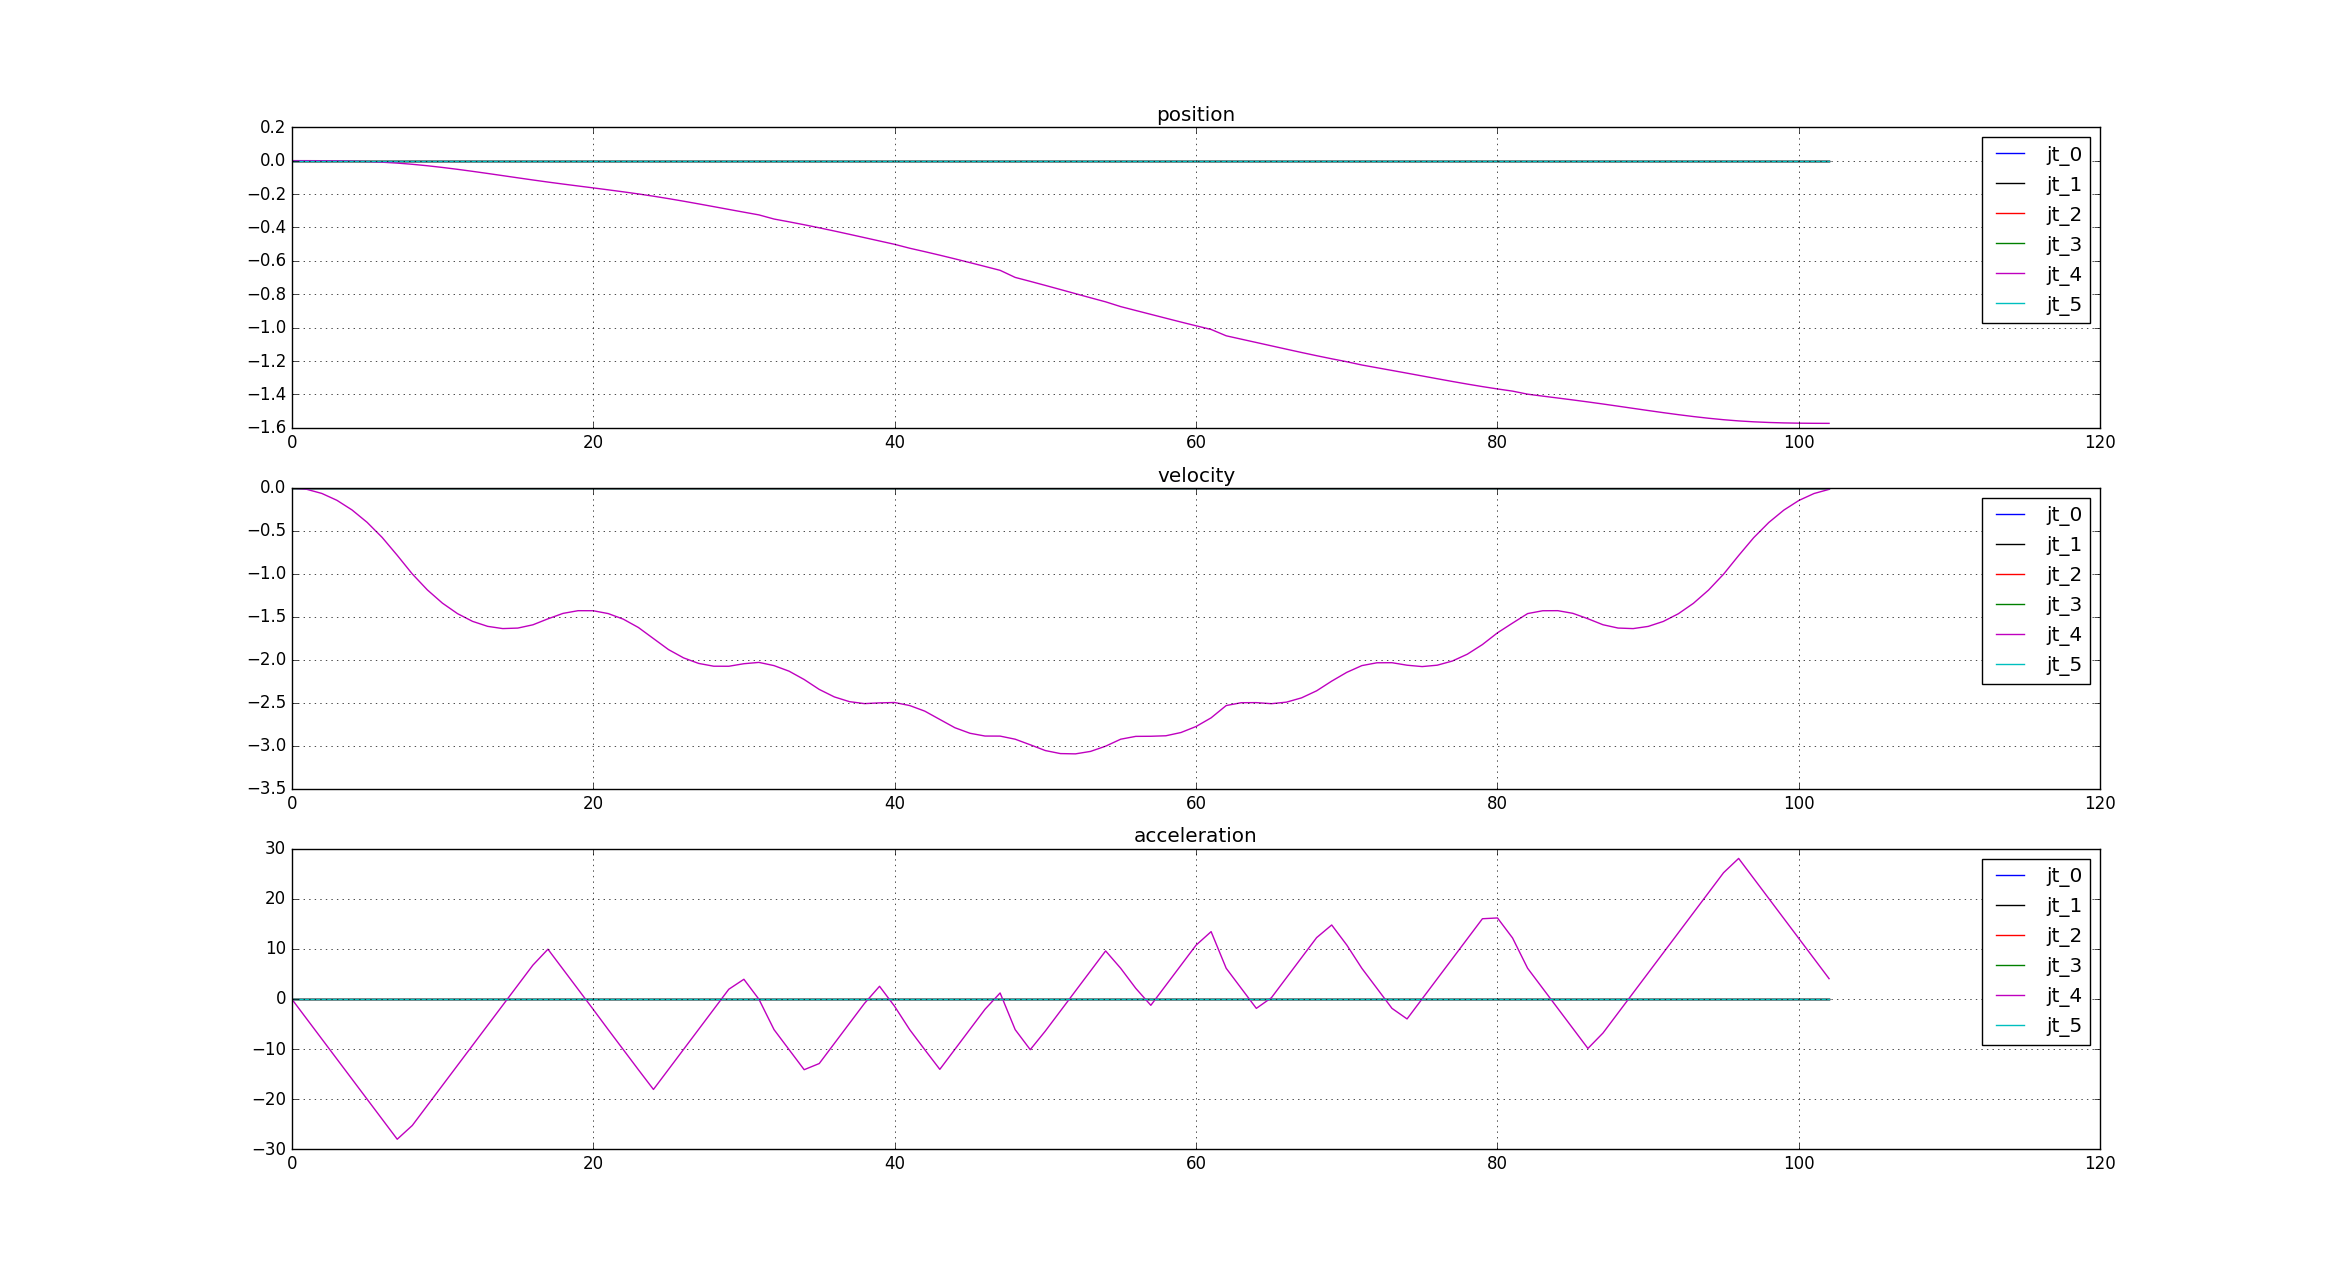 position
0.2
0.0
−0.2
−0.4
−0.6
−0.8
−1.0
−1.2
−1.4
−1.6
0 20 40 60 80 100 120
jt_0
jt_1
jt_2
jt_3
jt_4
jt_5
velocity
0.0
−0.5
−1.0
−1.5
−2.0
−2.5
−3.0
−3.5
0 20 40 60 80 100 120
jt_0
jt_1
jt_2
jt_3
jt_4
jt_5
acceleration
30
20
10
0
−10
−20
−30
0 20 40 60 80 100 120
jt_0
jt_1
jt_2
jt_3
jt_4
jt_5